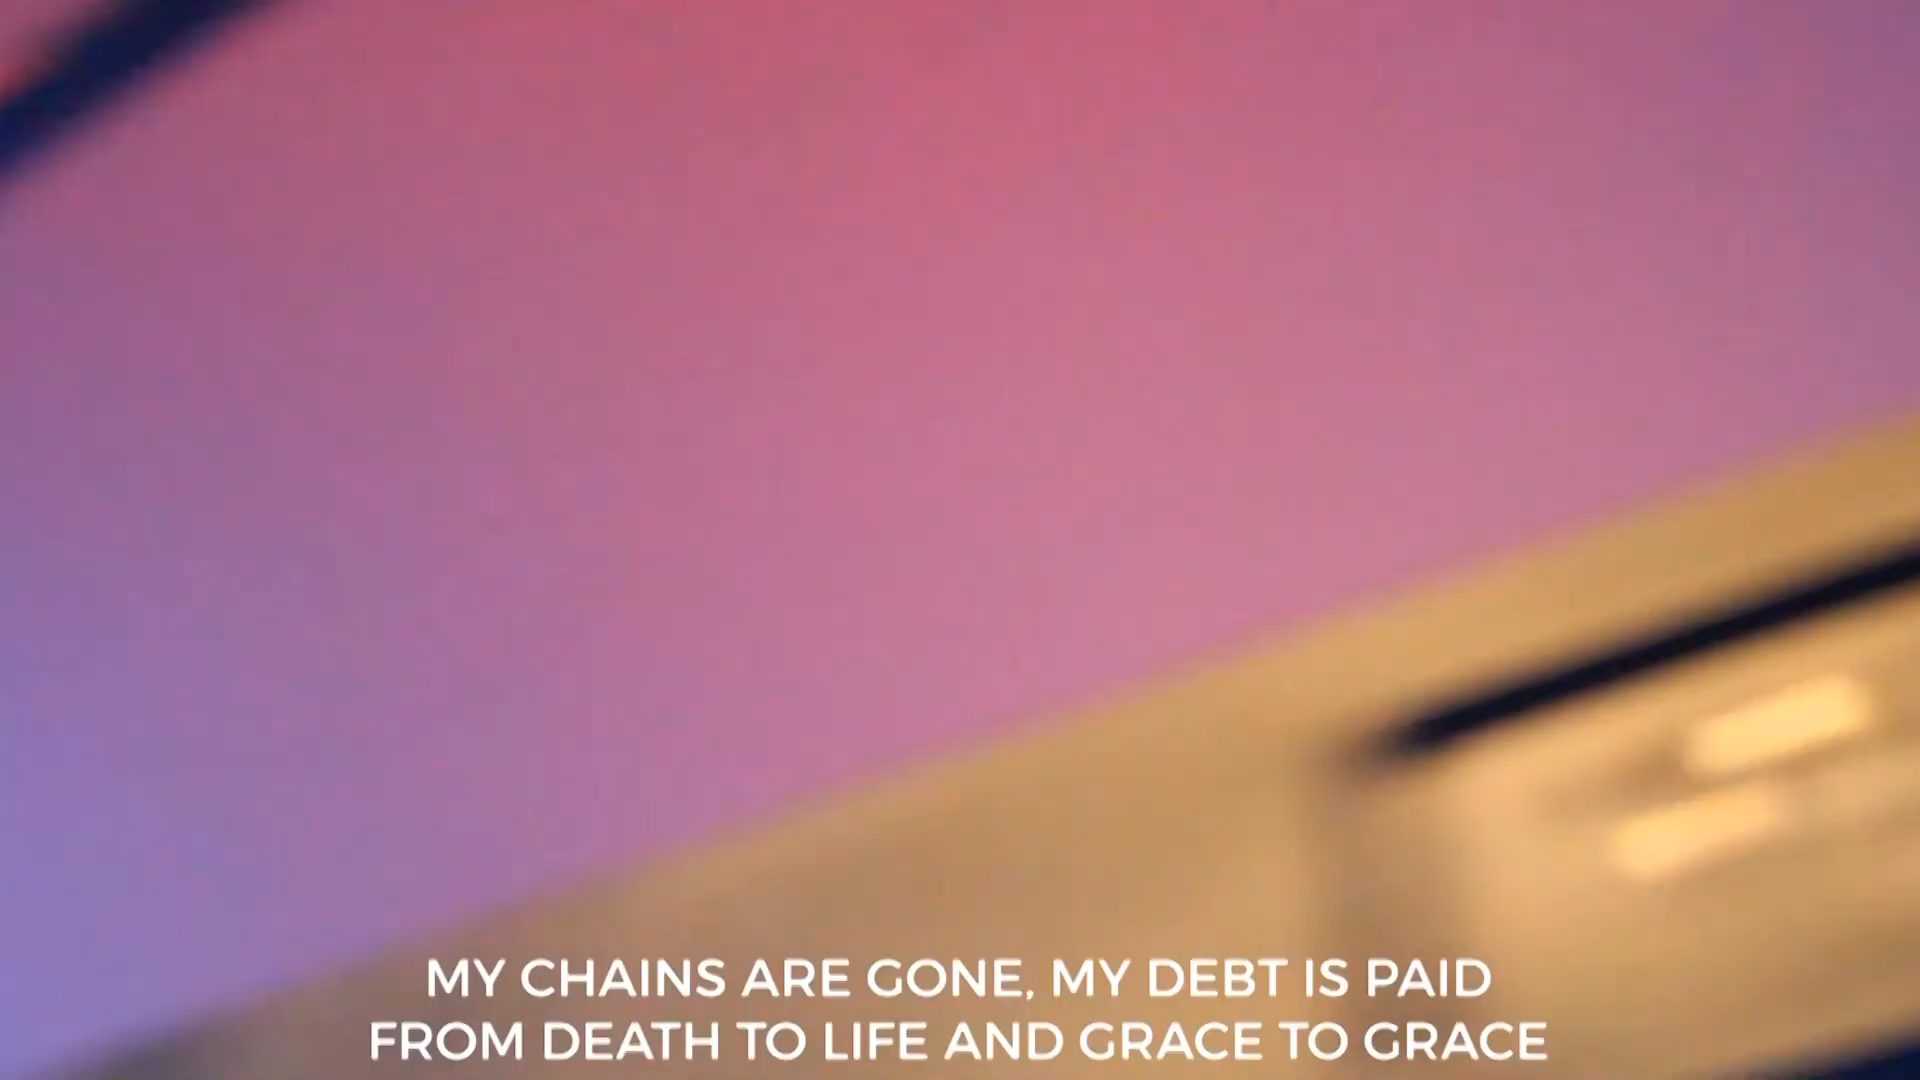 MY CHAINS ARE GONE, MY DEBT IS PAID
FROM DEATH TO LIFE AND GRACE TO GRACE